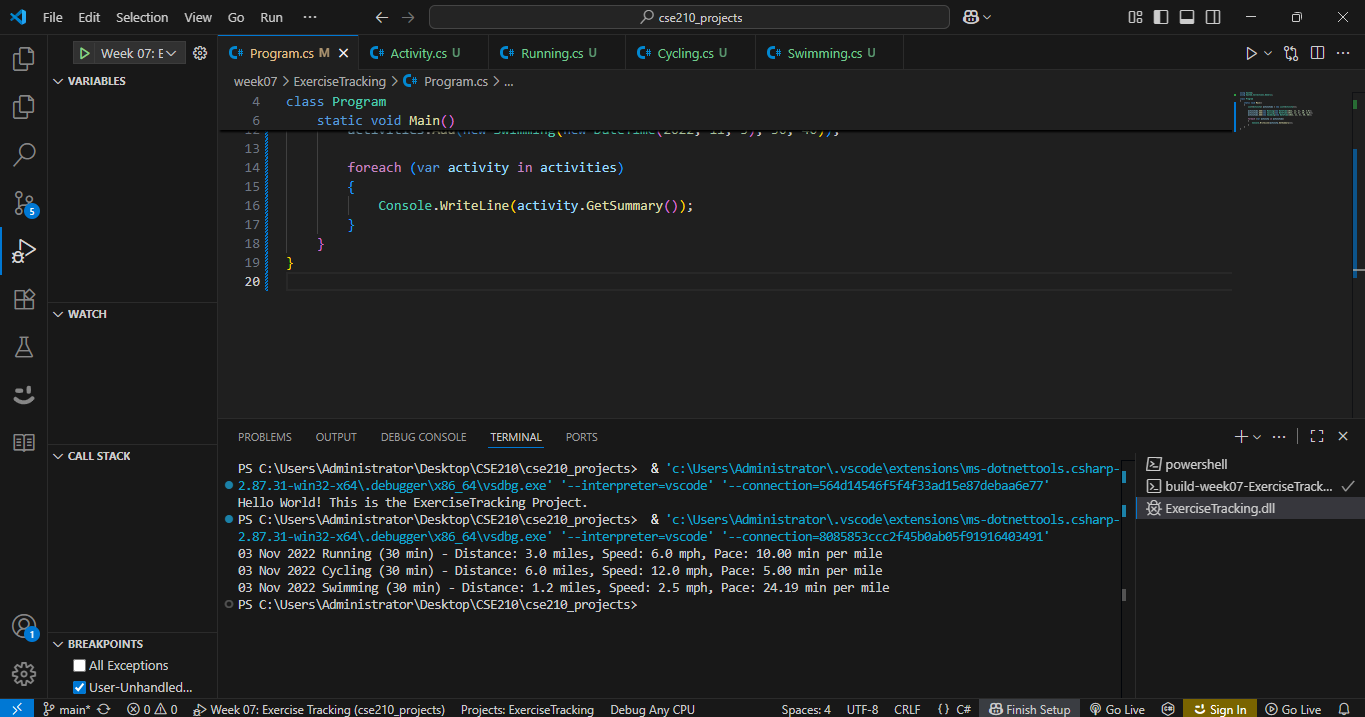 File Edit Selection View Go Run ··· cse210_projects
Week 07: E
Program.cs M Activity.cs U Running.cs U Cycling.cs U Swimming.cs U
VARIABLES
week07 > ExerciseTracking > Program.cs > ...
4 class Program
6 static void Main()
12 activities.Add(new Swimming(new DateTime(2022, 11, 3), 30, 40));
13
14 foreach (var activity in activities)
15 {
16 Console.WriteLine(activity.GetSummary());
17 }
18 }
19 }
20
5
WATCH
CALL STACK
PROBLEMS OUTPUT DEBUG CONSOLE TERMINAL PORTS
PS C:\Users\Administrator\Desktop\CSE210\cse210_projects> & 'c:\Users\Administrator\.vscode\extensions\ms-dotnettools.csharp-
2.87.31-win32-x64\.debugger\x86_64\vsdbg.exe' '--interpreter=vscode' '--connection=564d14546f5f4f33ad15e87debaa6e77'
Hello World! This is the ExerciseTracking Project.
PS C:\Users\Administrator\Desktop\CSE210\cse210_projects> & 'c:\Users\Administrator\.vscode\extensions\ms-dotnettools.csharp-
2.87.31-win32-x64\.debugger\x86_64\vsdbg.exe' '--interpreter=vscode' '--connection=8085853ccc2f45b0ab05f91916403491'
03 Nov 2022 Running (30 min) - Distance: 3.0 miles, Speed: 6.0 mph, Pace: 10.00 min per mile
03 Nov 2022 Cycling (30 min) - Distance: 6.0 miles, Speed: 12.0 mph, Pace: 5.00 min per mile
03 Nov 2022 Swimming (30 min) - Distance: 1.2 miles, Speed: 2.5 mph, Pace: 24.19 min per mile
PS C:\Users\Administrator\Desktop\CSE210\cse210_projects>
powershell
build-week07-ExerciseTrack...
ExerciseTracking.dll
1
BREAKPOINTS
All Exceptions
User-Unhandled...
main* 0 0 Week 07: Exercise Tracking (cse210_projects) Projects: ExerciseTracking Debug Any CPU Spaces: 4 UTF-8 CRLF {} C# Finish Setup Go Live Sign In Go Live